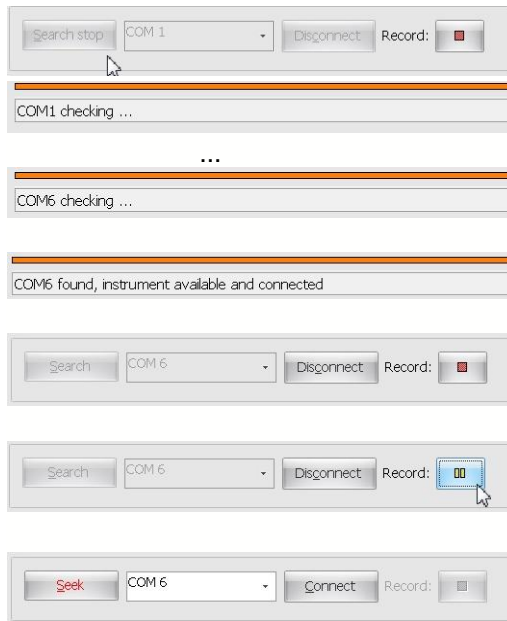 Search stop COM 1 Disconnect Record:
COM1 checking ...
...
COM6 checking ...
COM6 found, instrument available and connected
Search COM 6 Disconnect Record:
Search COM 6 Disconnect Record:
Seek COM 6 Connect Record: